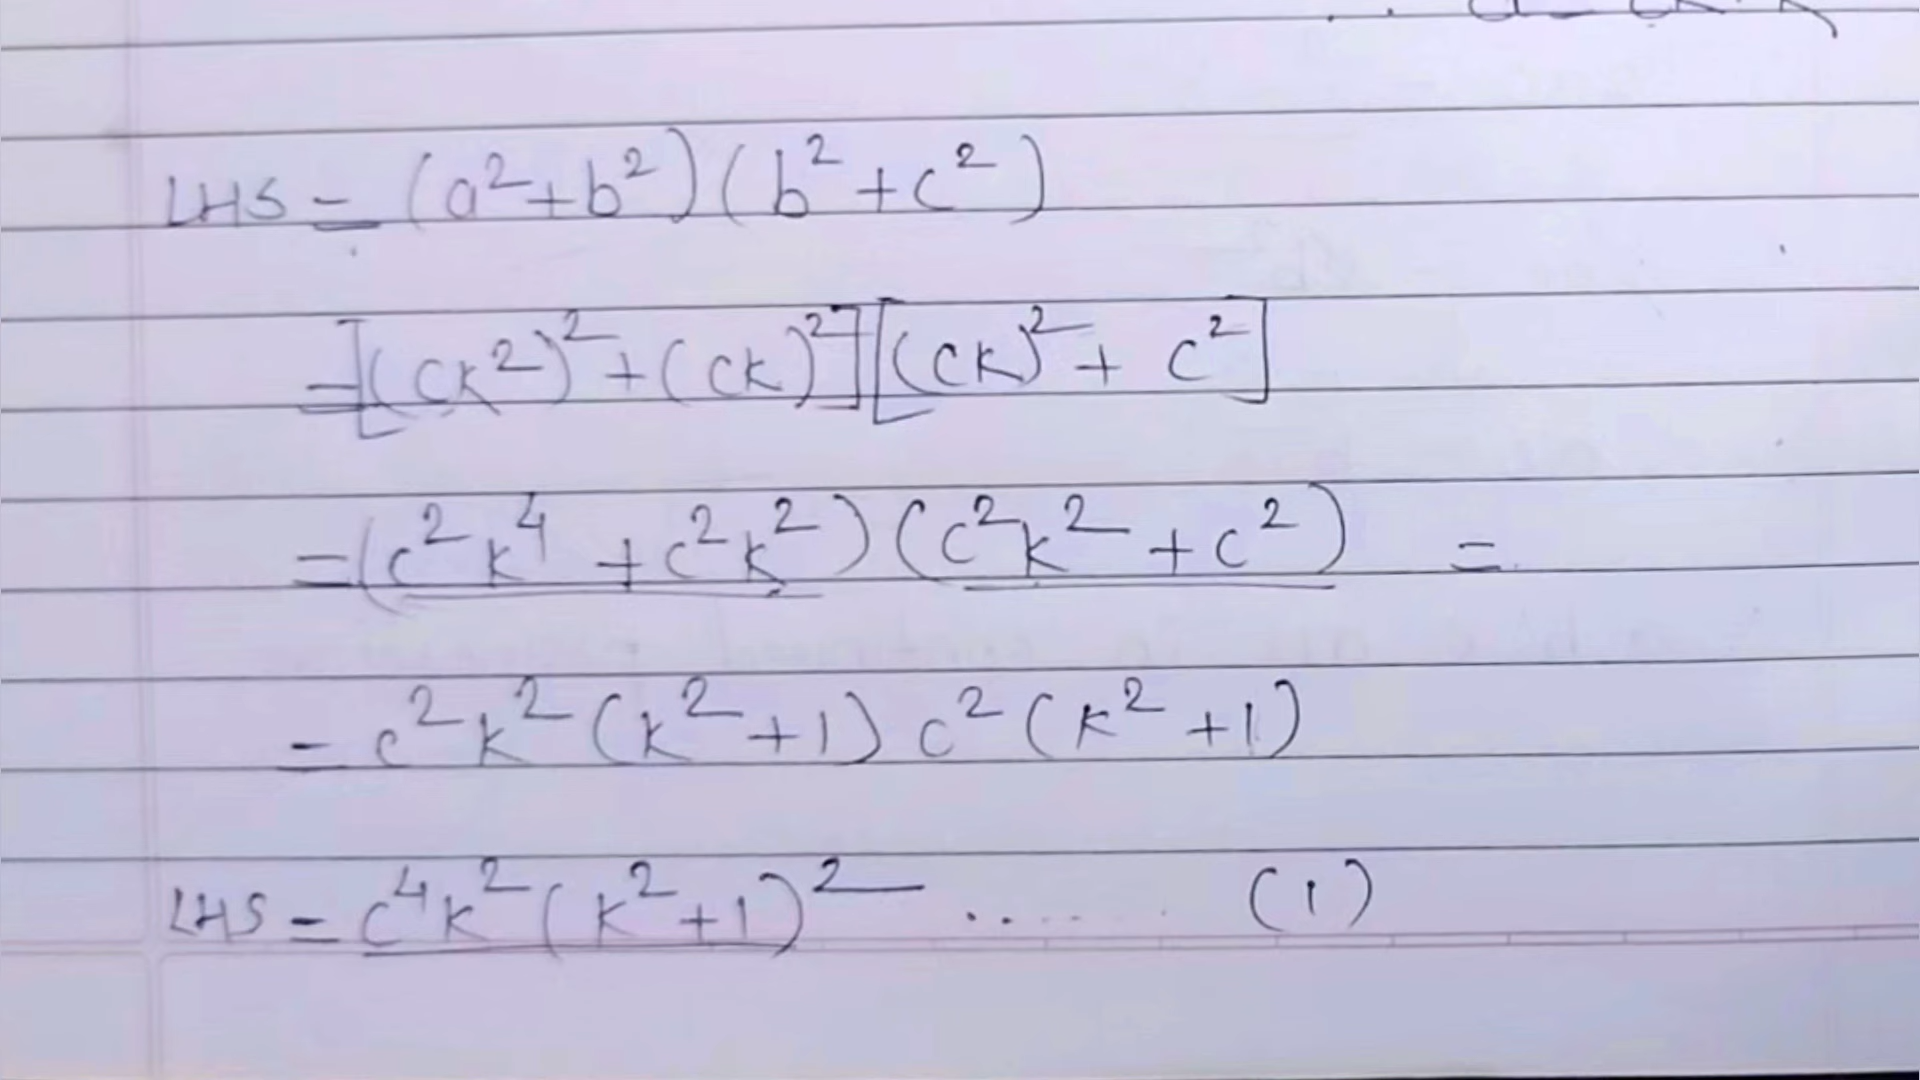 LHS = (a²+b²)(b²+c²)
=[(ck²)²+(ck)²][(ck)²+ c²]
=(c²k⁴ +c²k²)(c²k²+c²) =
= c²k²(k²+1) c²(k²+1)
LHS = c⁴k²(k²+1)² ..... (1)